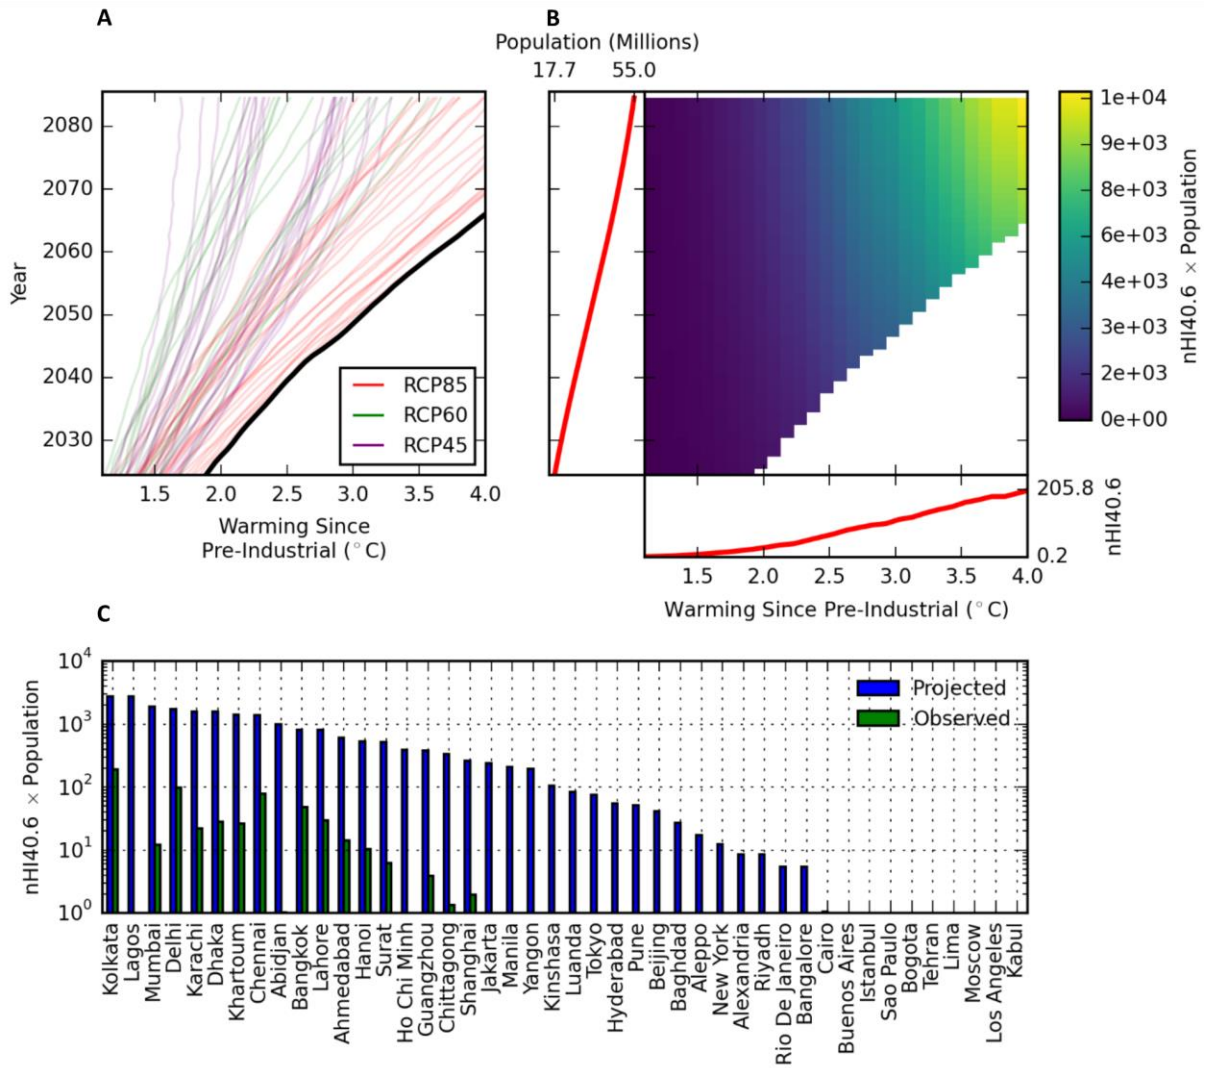 A
2080
2070
2060
2050
2040
2030
Year
RCP85
RCP60
RCP45
1.5 2.0 2.5 3.0 3.5 4.0
Warming Since
Pre-Industrial (°C)
B
Population (Millions)
17.7 55.0
1e+04
9e+03
8e+03
6e+03
5e+03
3e+03
2e+03
0e+00
nHI40.6 × Population
205.8
0.2
nHI40.6
1.5 2.0 2.5 3.0 3.5 4.0
Warming Since Pre-Industrial (°C)
C
10⁴
10³
10²
10¹
10⁰
nHI40.6 × Population
Projected
Observed
Kolkata
Lagos
Mumbai
Delhi
Karachi
Dhaka
Khartoum
Chennai
Abidjan
Bangkok
Lahore
Ahmedabad
Hanoi
Surat
Ho Chi Minh
Guangzhou
Chittagong
Shanghai
Jakarta
Manila
Yangon
Kinshasa
Luanda
Tokyo
Hyderabad
Pune
Beijing
Baghdad
Aleppo
New York
Alexandria
Riyadh
Rio De Janeiro
Bangalore
Cairo
Buenos Aires
Istanbul
Sao Paulo
Bogota
Tehran
Lima
Moscow
Los Angeles
Kabul